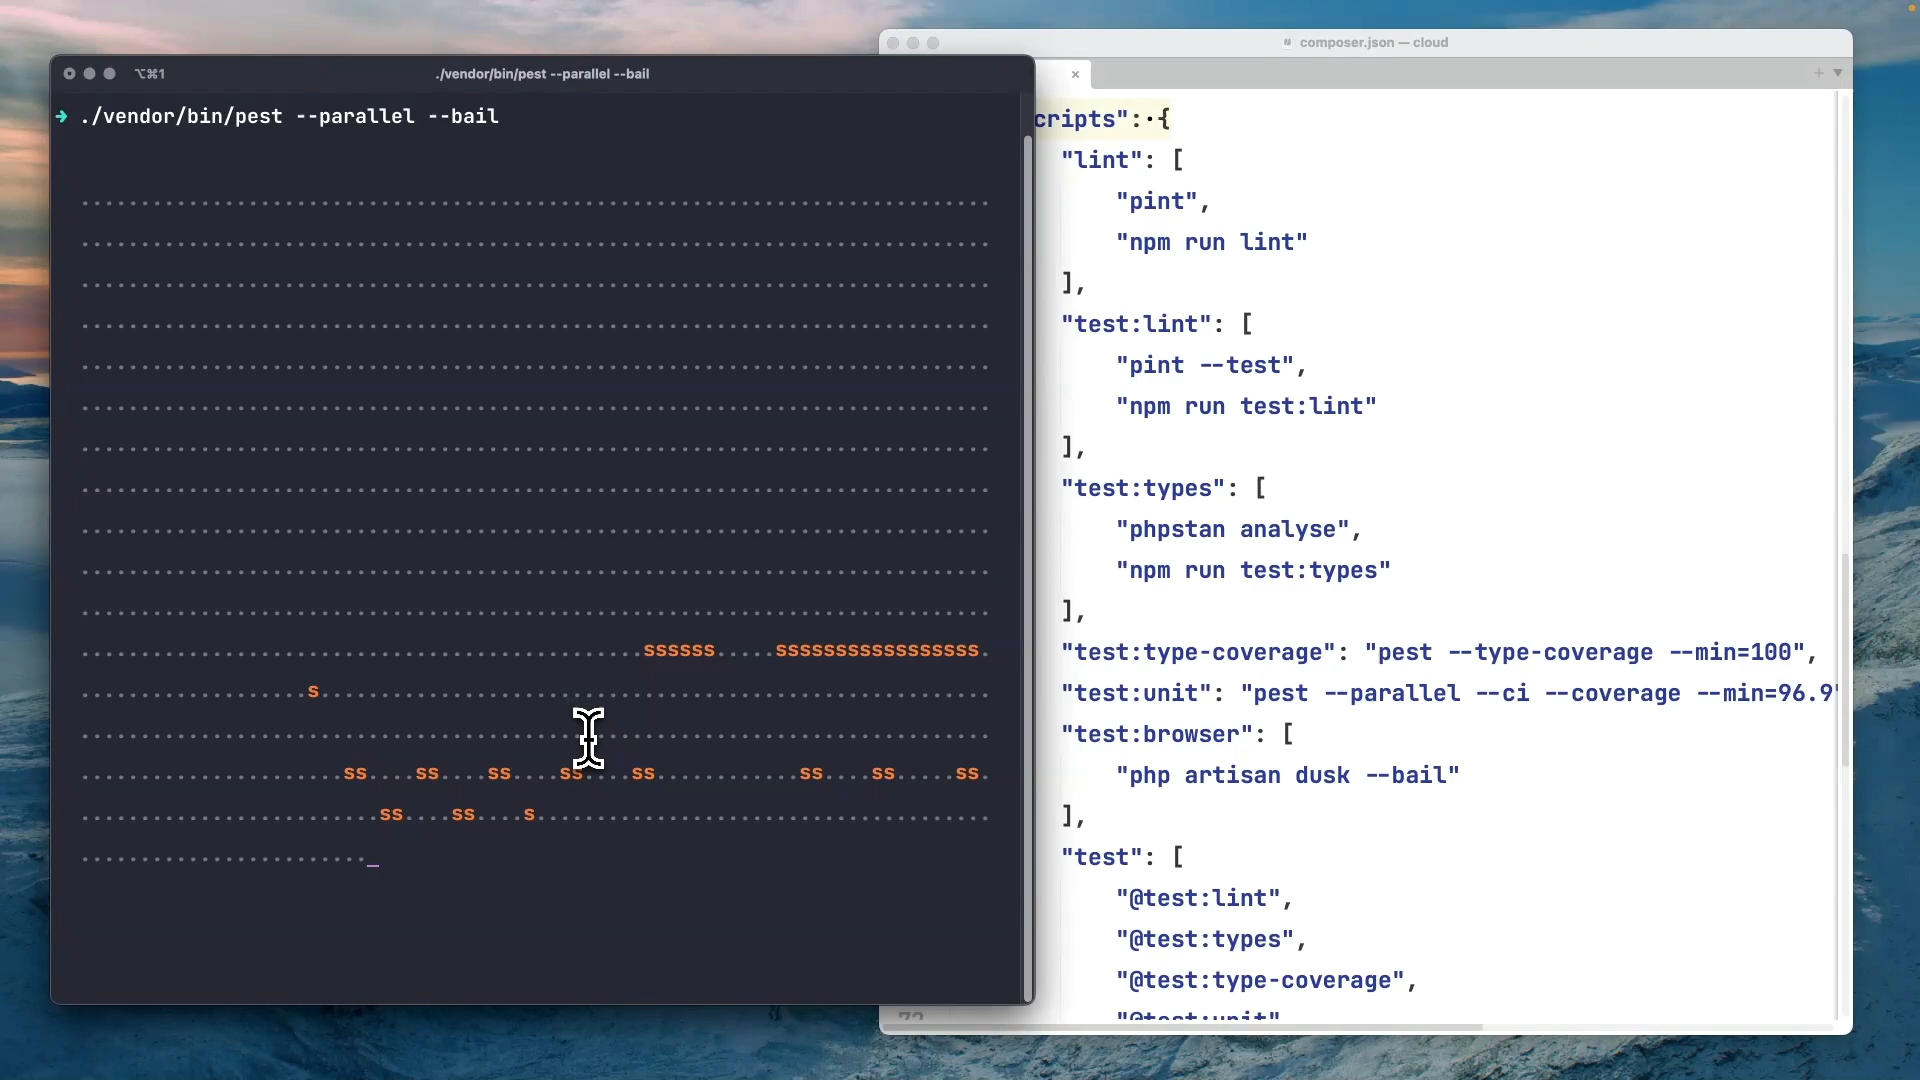 ⌥⌘1
./vendor/bin/pest --parallel --bail
➜ ./vendor/bin/pest --parallel --bail
ssssss.....sssssssssssssssss.
s.
ss....ss....ss....ss....ss............ss....ss.....ss.
ss....ss....s.
composer.json — cloud
cripts":·{
"lint": [
"pint",
"npm run lint"
],
"test:lint": [
"pint --test",
"npm run test:lint"
],
"test:types": [
"phpstan analyse",
"npm run test:types"
],
"test:type-coverage": "pest --type-coverage --min=100",
"test:unit": "pest --parallel --ci --coverage --min=96.9"
"test:browser": [
"php artisan dusk --bail"
],
"test": [
"@test:lint",
"@test:types",
"@test:type-coverage",
"@test:unit"
72